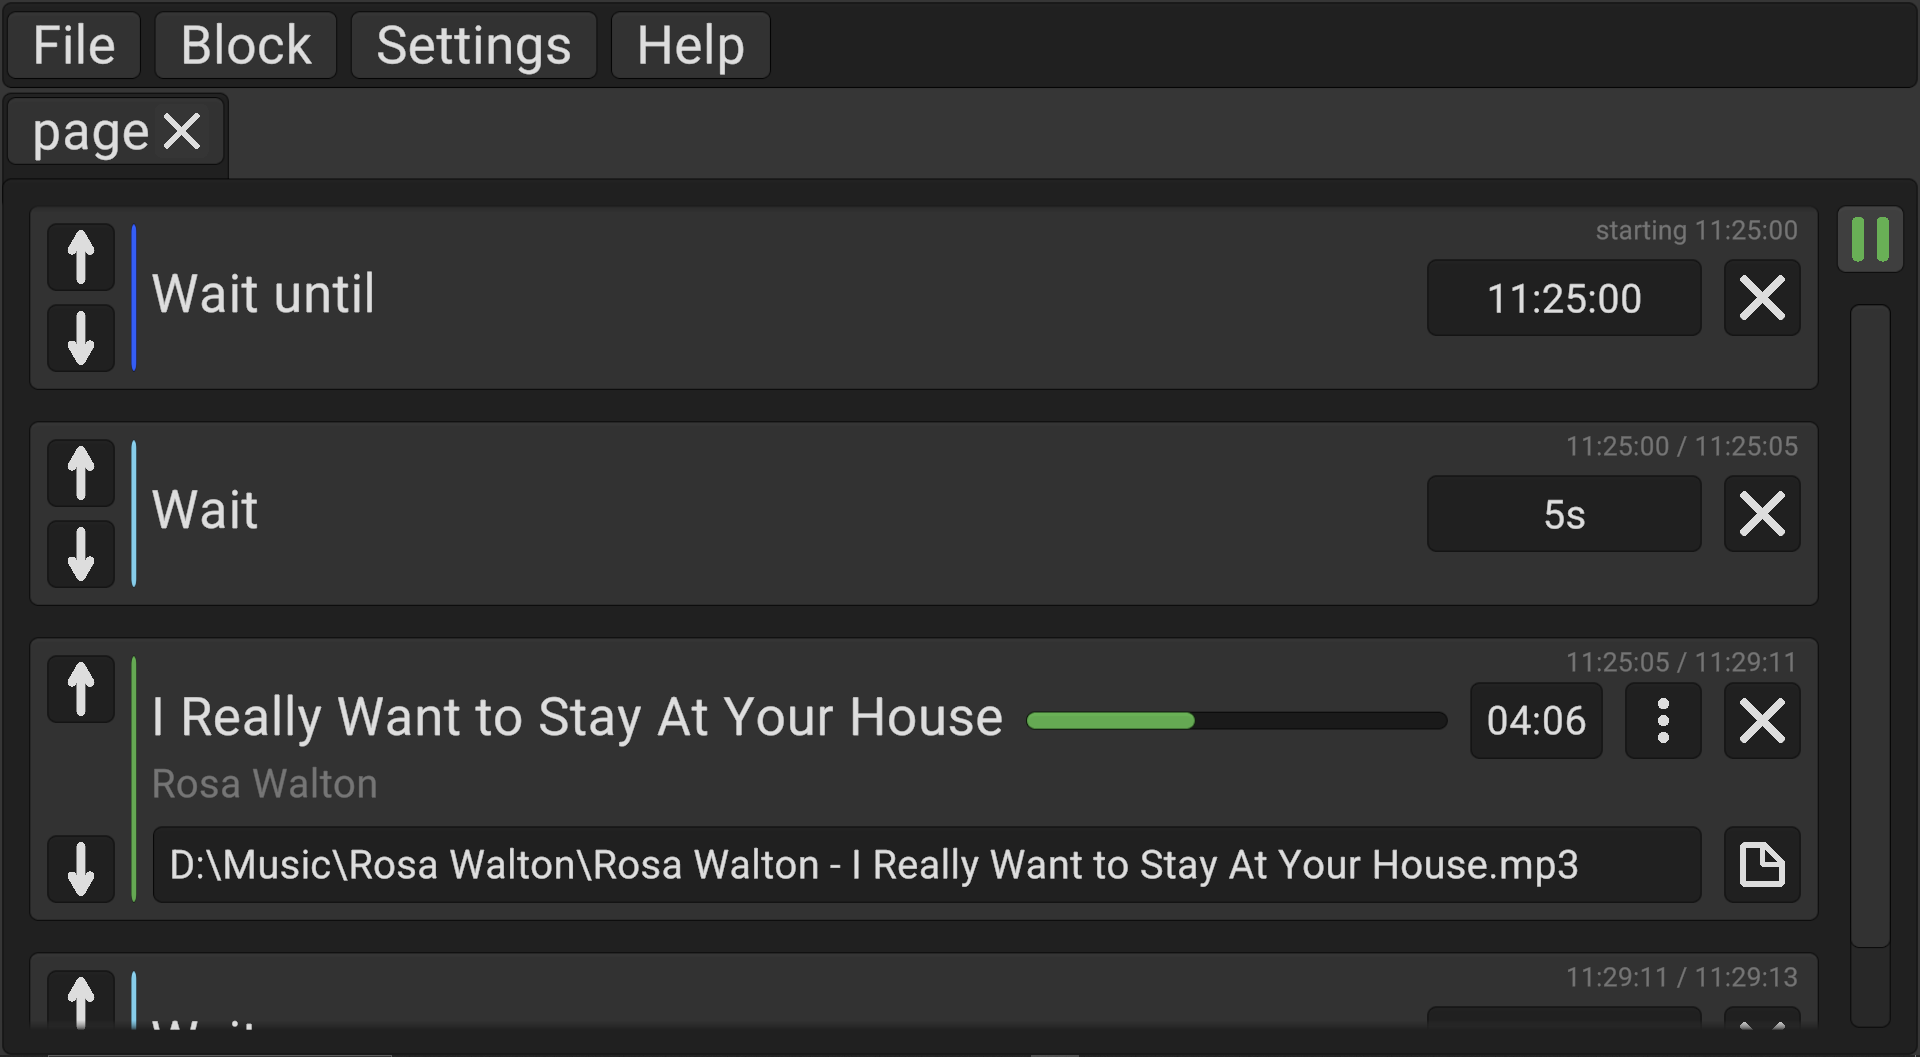 File Block Settings Help
page
starting 11:25:00
Wait until 11:25:00
11:25:00 / 11:25:05
Wait 5s
11:25:05 / 11:29:11
I Really Want to Stay At Your House 04:06
Rosa Walton
D:\Music\Rosa Walton\Rosa Walton - I Really Want to Stay At Your House.mp3
11:29:11 / 11:29:13
Wait